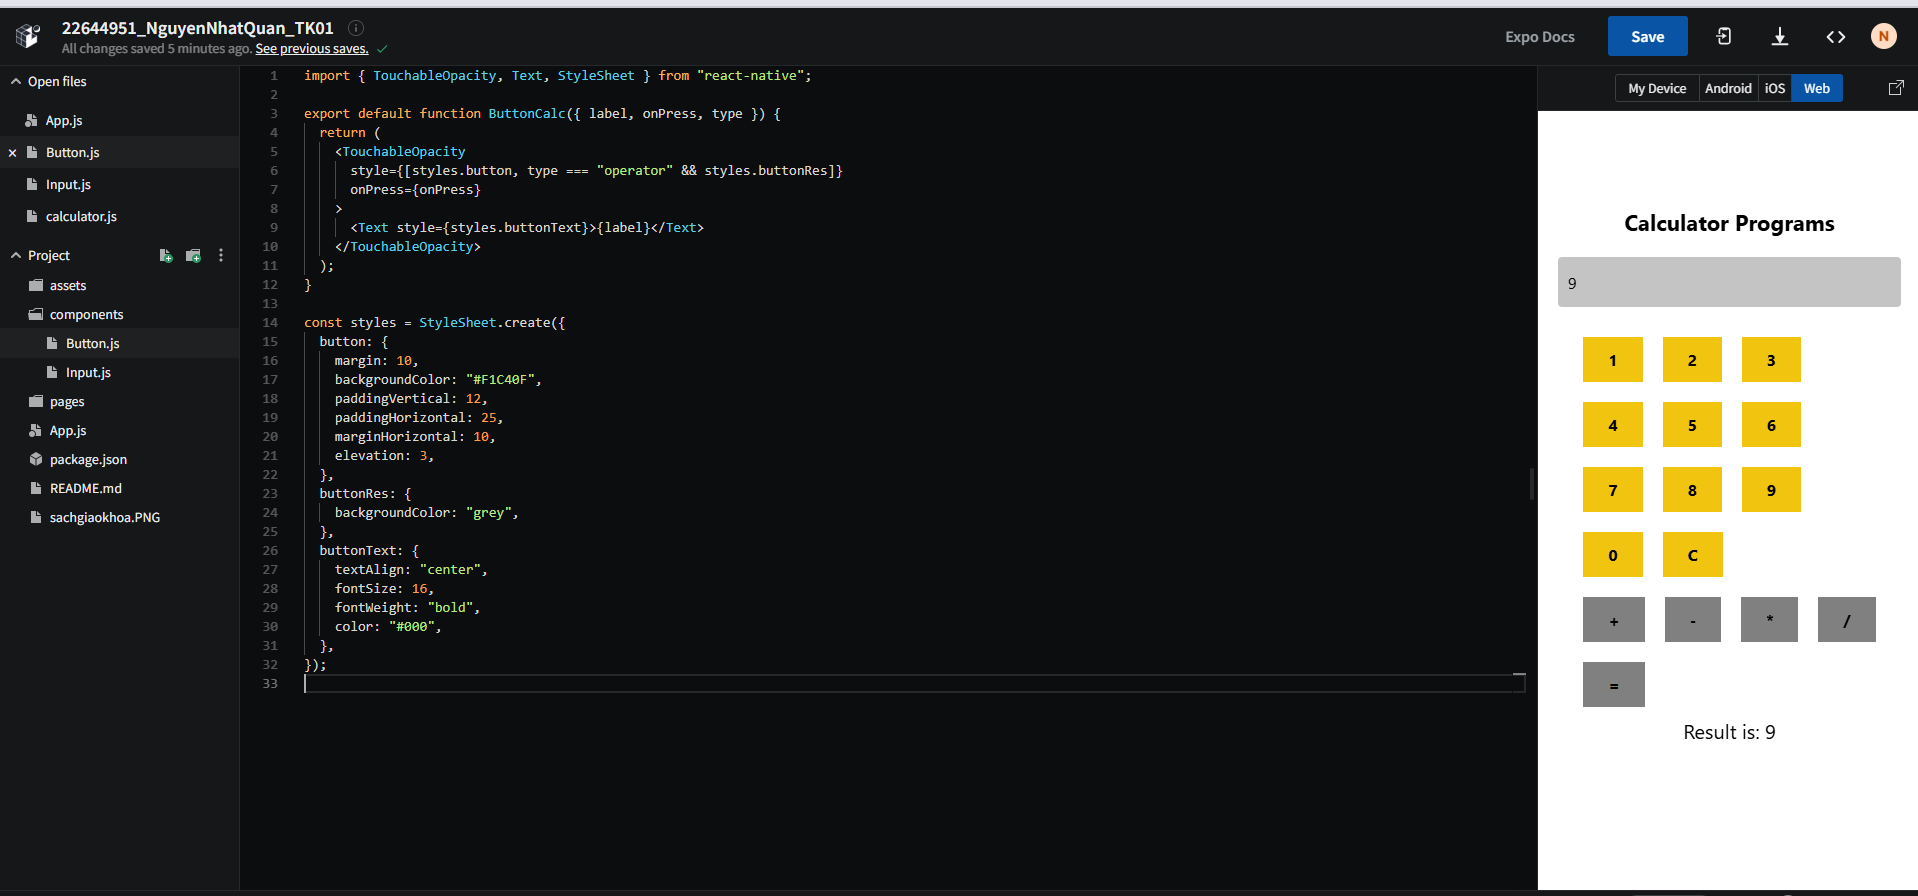 22644951_NguyenNhatQuan_TK01
All changes saved 5 minutes ago. See previous saves.
Expo Docs
Save
N
Open files
App.js
Button.js
Input.js
calculator.js
Project
assets
components
Button.js
Input.js
pages
App.js
package.json
README.md
sachgiaokhoa.PNG
1 import { TouchableOpacity, Text, StyleSheet } from "react-native";
2
3 export default function ButtonCalc({ label, onPress, type }) {
4   return (
5     <TouchableOpacity
6       style={[styles.button, type === "operator" && styles.buttonRes]}
7       onPress={onPress}
8     >
9       <Text style={styles.buttonText}>{label}</Text>
10     </TouchableOpacity>
11   );
12 }
13
14 const styles = StyleSheet.create({
15   button: {
16     margin: 10,
17     backgroundColor: "#F1C40F",
18     paddingVertical: 12,
19     paddingHorizontal: 25,
20     marginHorizontal: 10,
21     elevation: 3,
22   },
23   buttonRes: {
24     backgroundColor: "grey",
25   },
26   buttonText: {
27     textAlign: "center",
28     fontSize: 16,
29     fontWeight: "bold",
30     color: "#000",
31   },
32 });
33
My Device Android iOS Web
Calculator Programs
9
1 2 3
4 5 6
7 8 9
0 C
+ - * /
=
Result is: 9